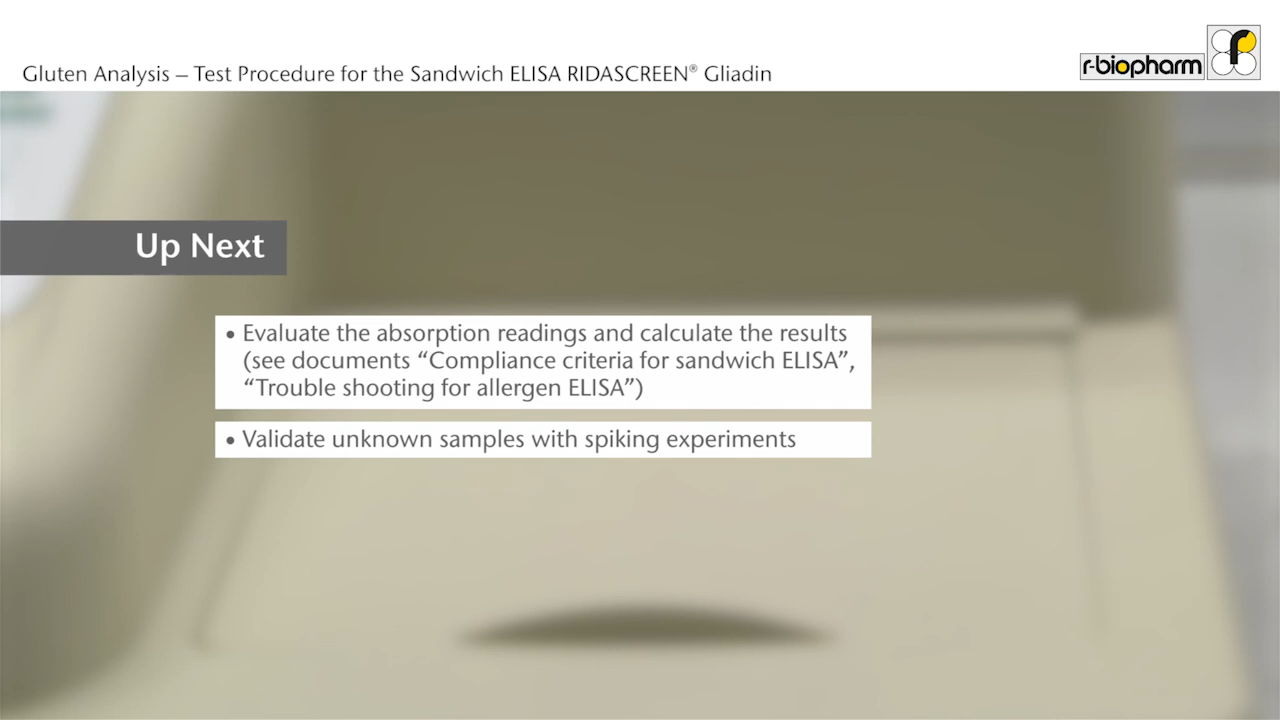 Gluten Analysis – Test Procedure for the Sandwich ELISA RIDASCREEN® Gliadin
r-biopharm
r
Up Next
• Evaluate the absorption readings and calculate the results
(see documents “Compliance criteria for sandwich ELISA”,
“Trouble shooting for allergen ELISA”)
• Validate unknown samples with spiking experiments